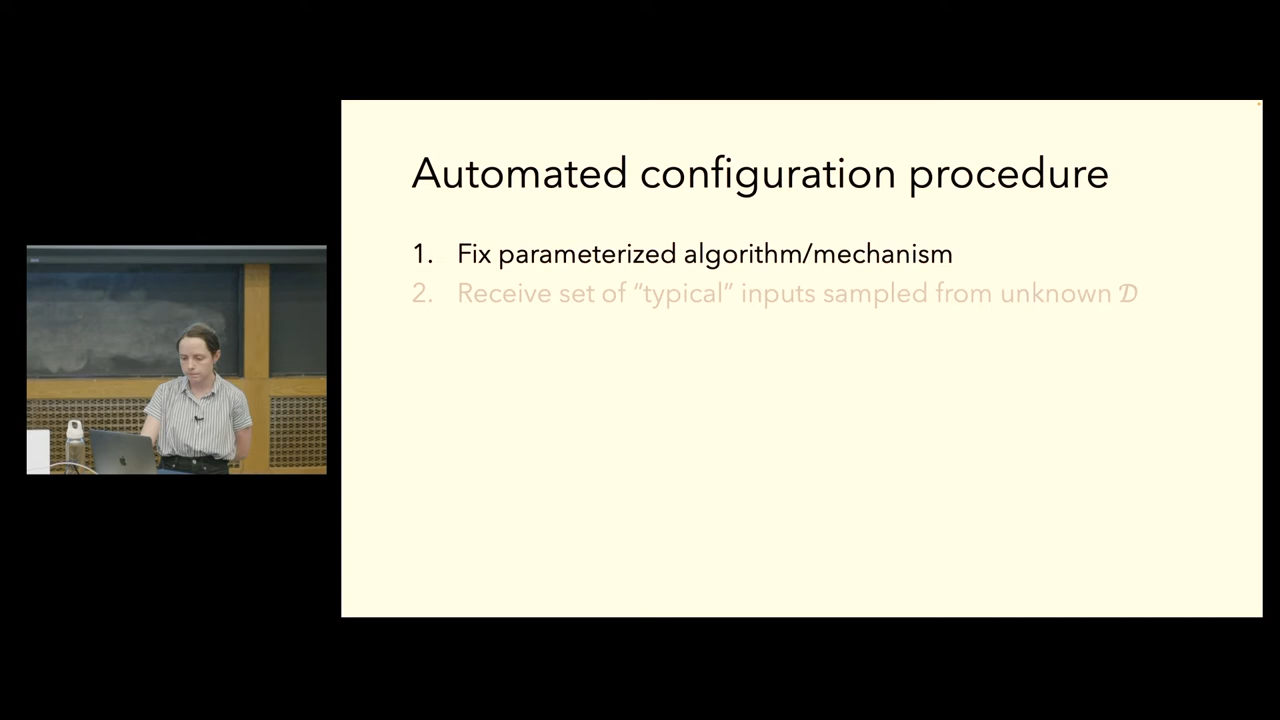 Automated configuration procedure
1. Fix parameterized algorithm/mechanism
2. Receive set of “typical” inputs sampled from unknown 𝒟